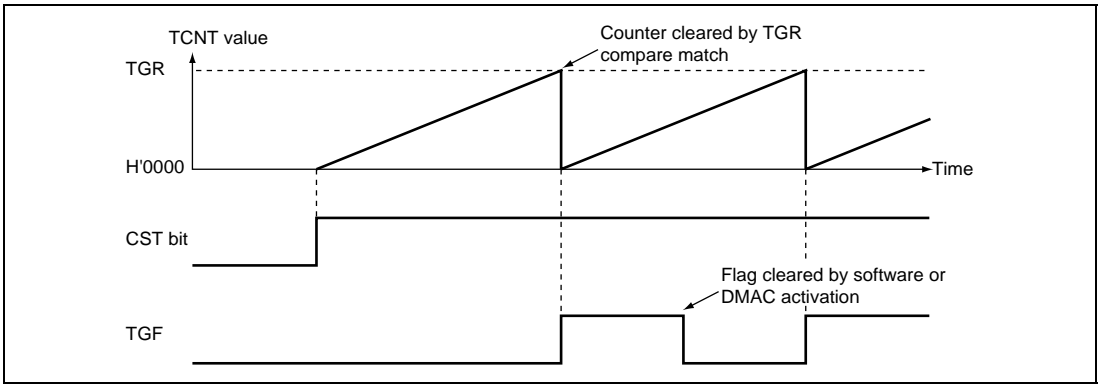 TCNT value
Counter cleared by TGR
compare match
TGR
H'0000
Time
CST bit
Flag cleared by software or
DMAC activation
TGF